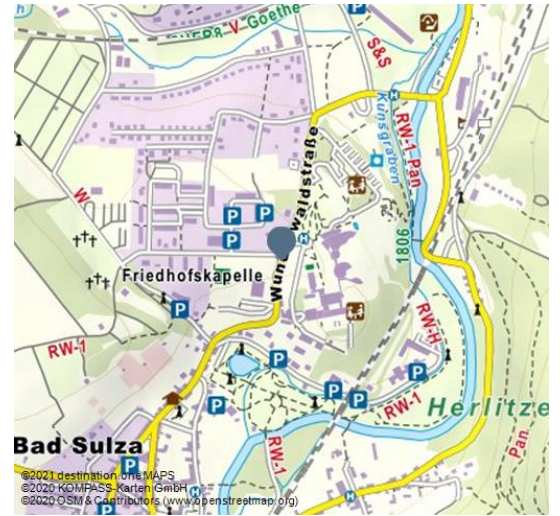 V Goethe
P
S&S
H
Kunsgraben
RW-1 Pan
W
Wunderwaldstraße
P
P
P
H
1806
Friedhofskapelle
P
RW-1
RW-H
P
P
P
RW-1
Herlitze
Pan.
P
RW-1
Bad Sulza
P
P
H
©2021 destination.one MAPS
©2020 KOMPASS-Karten GmbH
©2020 OSM & Contributors (www.openstreetmap.org)